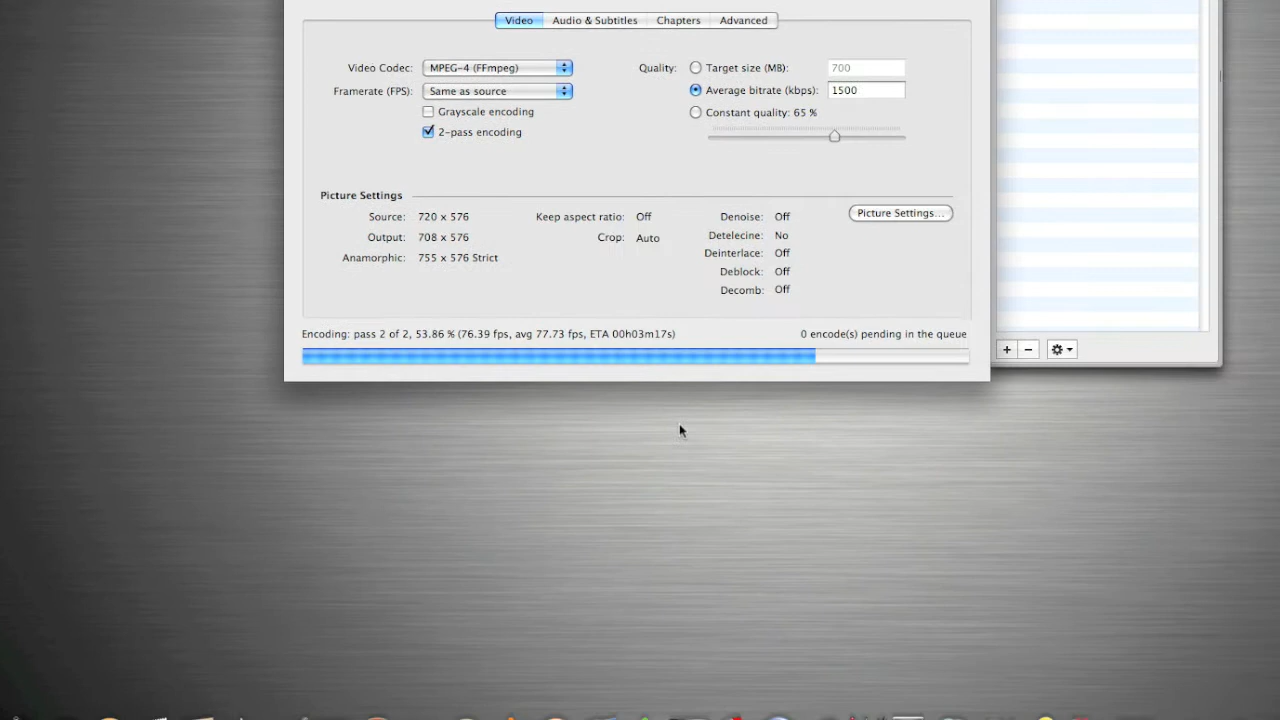 Video Audio & Subtitles Chapters Advanced
Video Codec: MPEG-4 (FFmpeg) Quality: Target size (MB): 700
Framerate (FPS): Same as source Average bitrate (kbps): 1500
Grayscale encoding Constant quality: 65 %
2-pass encoding
Picture Settings
Source: 720 x 576 Keep aspect ratio: Off Denoise: Off Picture Settings...
Output: 708 x 576 Crop: Auto Detelecine: No
Anamorphic: 755 x 576 Strict Deinterlace: Off
Deblock: Off
Decomb: Off
Encoding: pass 2 of 2, 53.86 % (76.39 fps, avg 77.73 fps, ETA 00h03m17s) 0 encode(s) pending in the queue